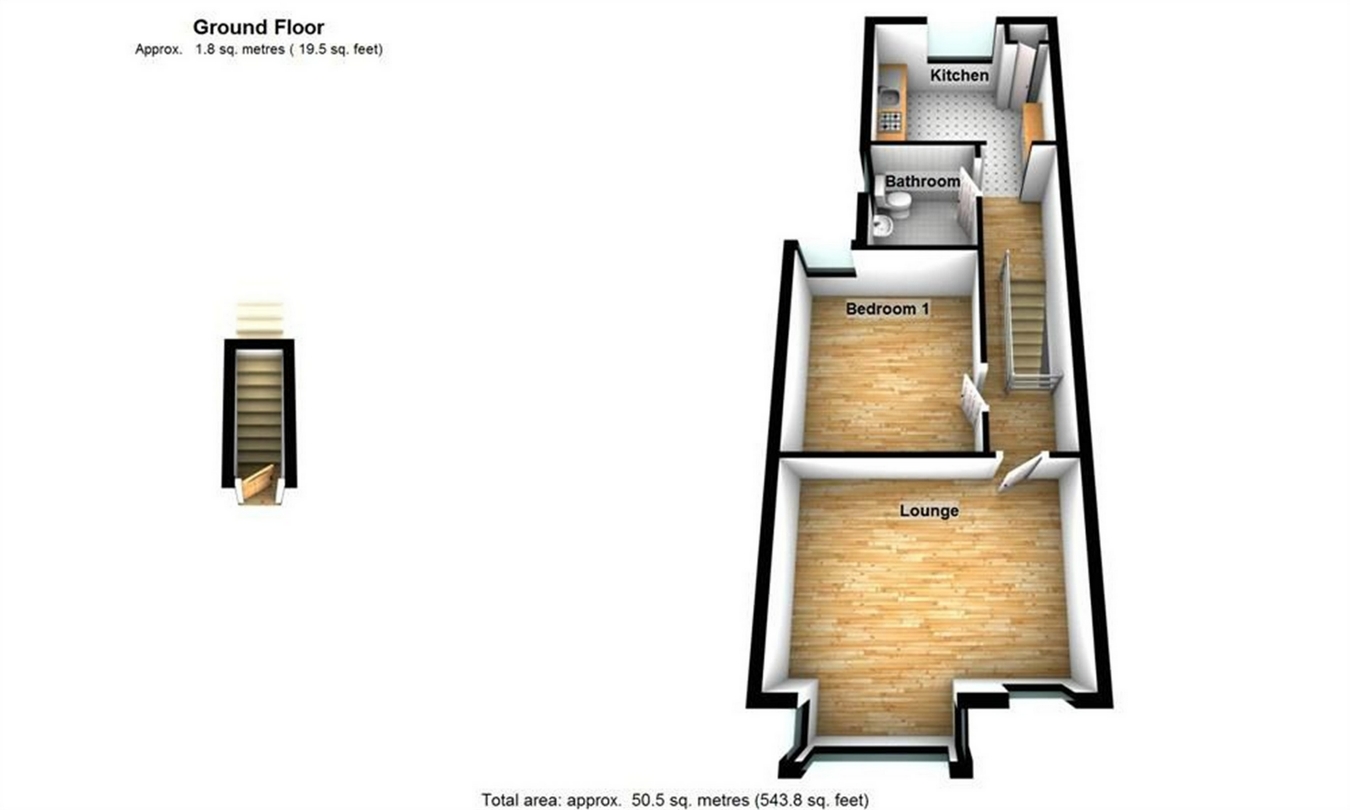 Ground Floor
Approx. 1.8 sq. metres ( 19.5 sq. feet)
Kitchen
Bathroom
Bedroom 1
Lounge
Total area: approx. 50.5 sq. metres (543.8 sq. feet)